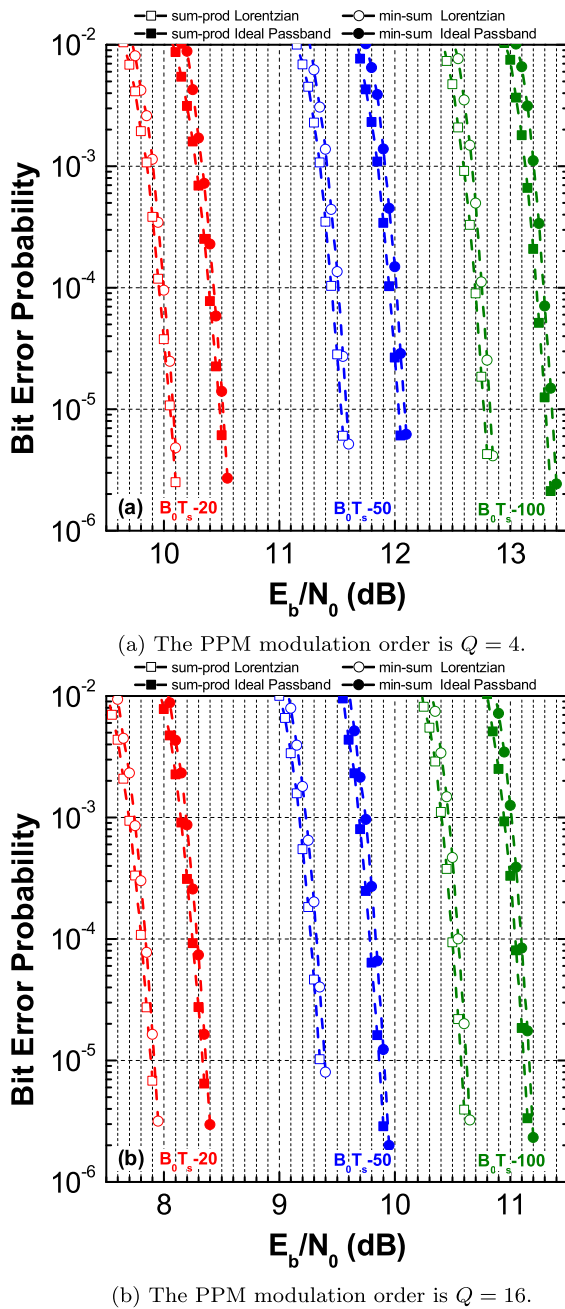 sum-prod Lorentzian min-sum Lorentzian
sum-prod Ideal Passband min-sum Ideal Passband
10⁻²
10⁻³
10⁻⁴
10⁻⁵
10⁻⁶
Bit Error Probability
(a) B₀Tₛ-20 B₀Tₛ-50 B₀Tₛ-100
10 11 12 13
E_b/N₀ (dB)
(a) The PPM modulation order is Q = 4.
sum-prod Lorentzian min-sum Lorentzian
sum-prod Ideal Passband min-sum Ideal Passband
10⁻²
10⁻³
10⁻⁴
10⁻⁵
10⁻⁶
Bit Error Probability
(b) B₀Tₛ-20 B₀Tₛ-50 B₀Tₛ-100
8 9 10 11
E_b/N₀ (dB)
(b) The PPM modulation order is Q = 16.